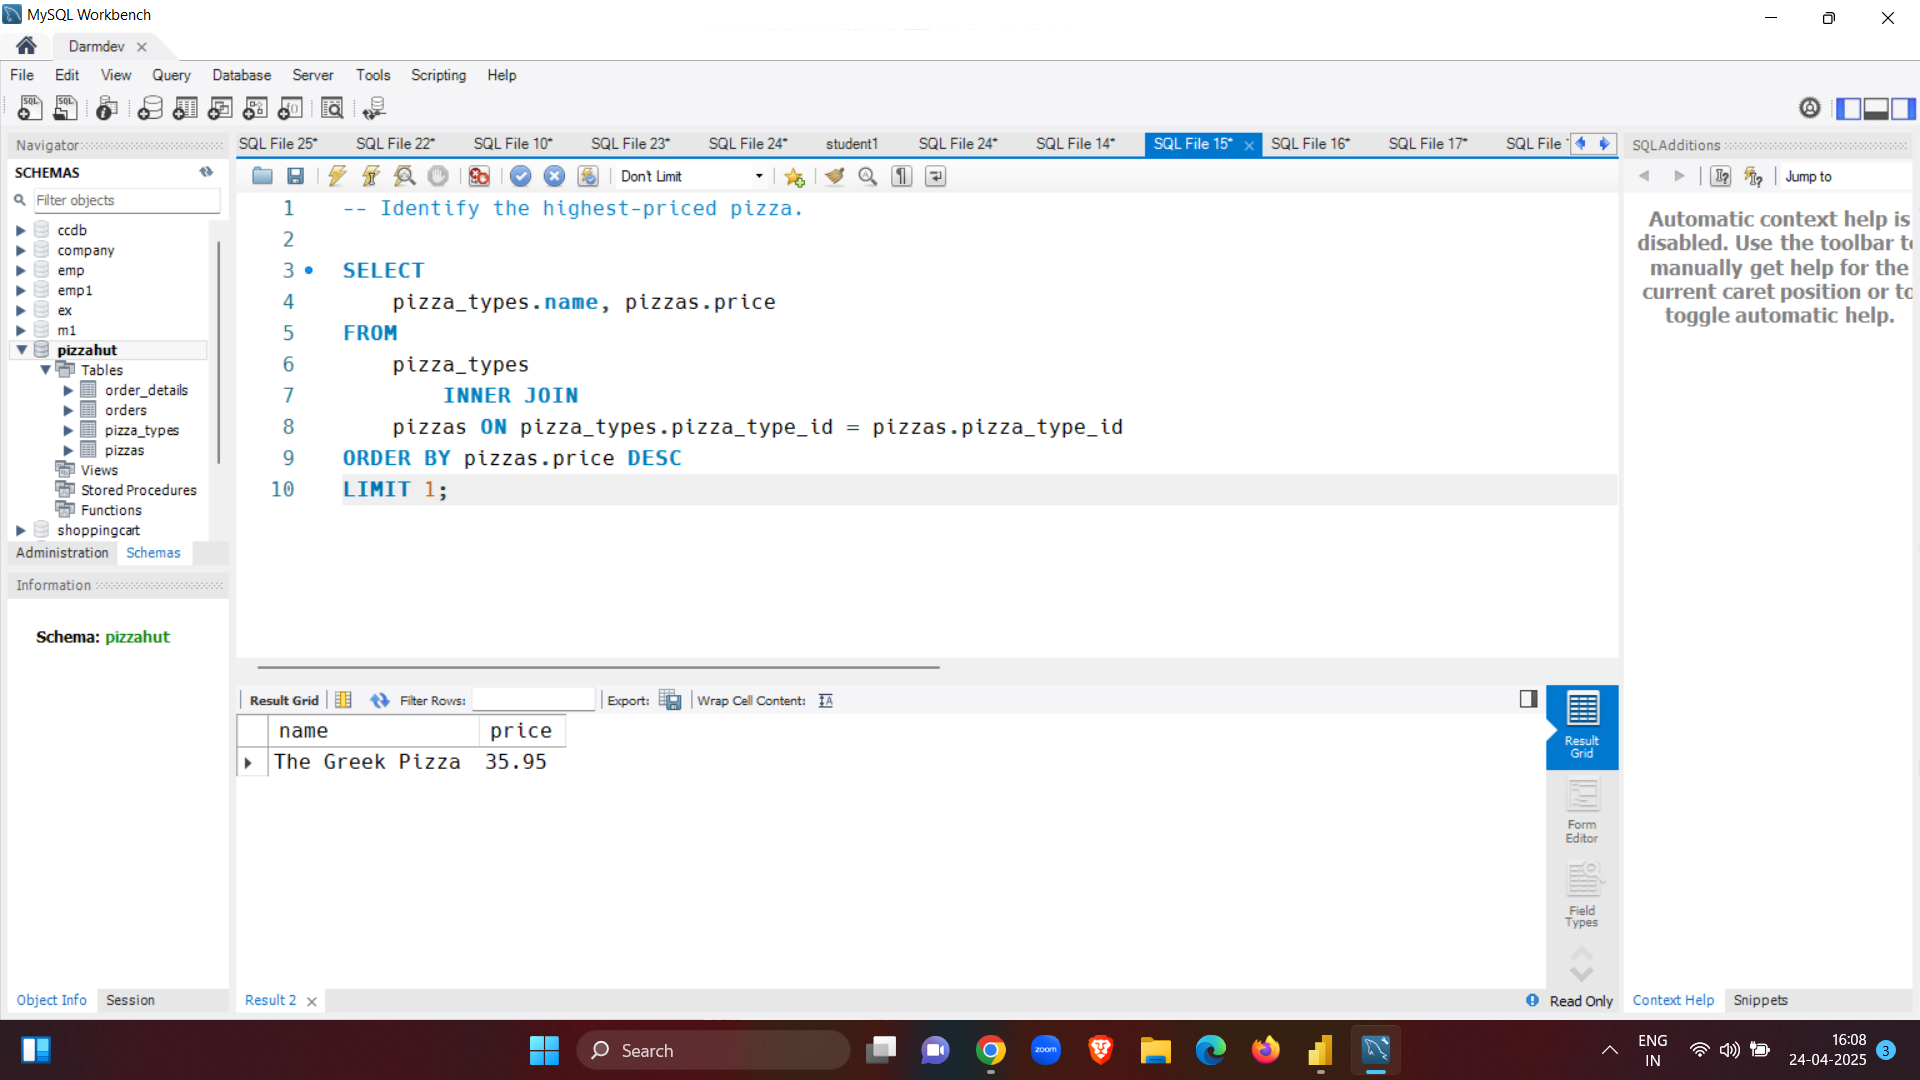 MySQL Workbench
Darmdev
File Edit View Query Database Server Tools Scripting Help
Navigator
SCHEMAS
Filter objects
ccdb
company
emp
emp1
ex
m1
pizzahut
Tables
order_details
orders
pizza_types
pizzas
Views
Stored Procedures
Functions
shoppingcart
Administration Schemas
Information
Schema: pizzahut
Object Info Session
SQL File 25* SQL File 22* SQL File 10* SQL File 23* SQL File 24* student1 SQL File 24* SQL File 14* SQL File 15* SQL File 16* SQL File 17* SQL File
Don't Limit
1 -- Identify the highest-priced pizza.
2
3 SELECT
4 pizza_types.name, pizzas.price
5 FROM
6 pizza_types
7 INNER JOIN
8 pizzas ON pizza_types.pizza_type_id = pizzas.pizza_type_id
9 ORDER BY pizzas.price DESC
10 LIMIT 1;
Result Grid Filter Rows: Export: Wrap Cell Content:
name price
The Greek Pizza 35.95
Result
Grid
Form
Editor
Field
Types
Result 2
Read Only
SQLAdditions
Jump to
Automatic context help is
disabled. Use the toolbar to
manually get help for the
current caret position or to
toggle automatic help.
Context Help Snippets
Search
zoom
ENG
IN
16:08
24-04-2025
3